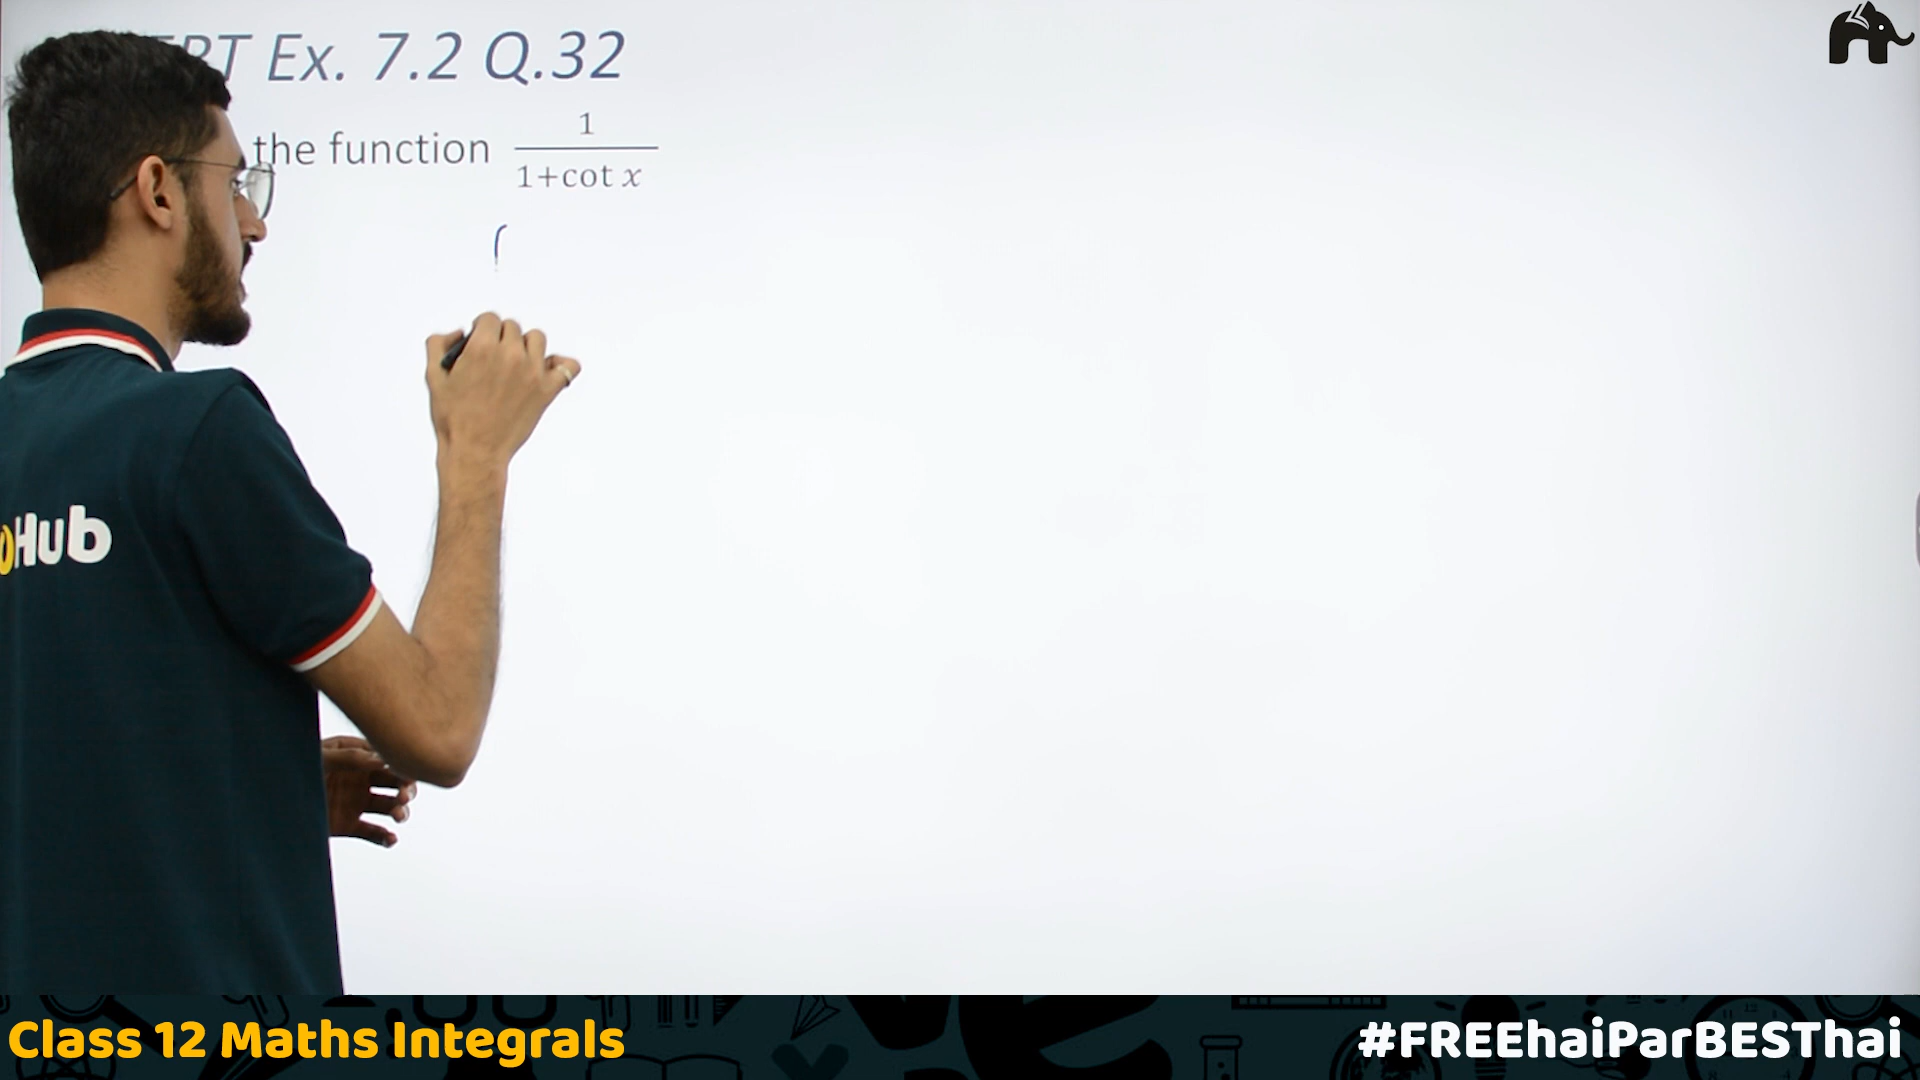 Ex. 7.2 Q.32
the function 1/1+cot x
Hub
Class 12 Maths Integrals
#FREEhaiParBESThai